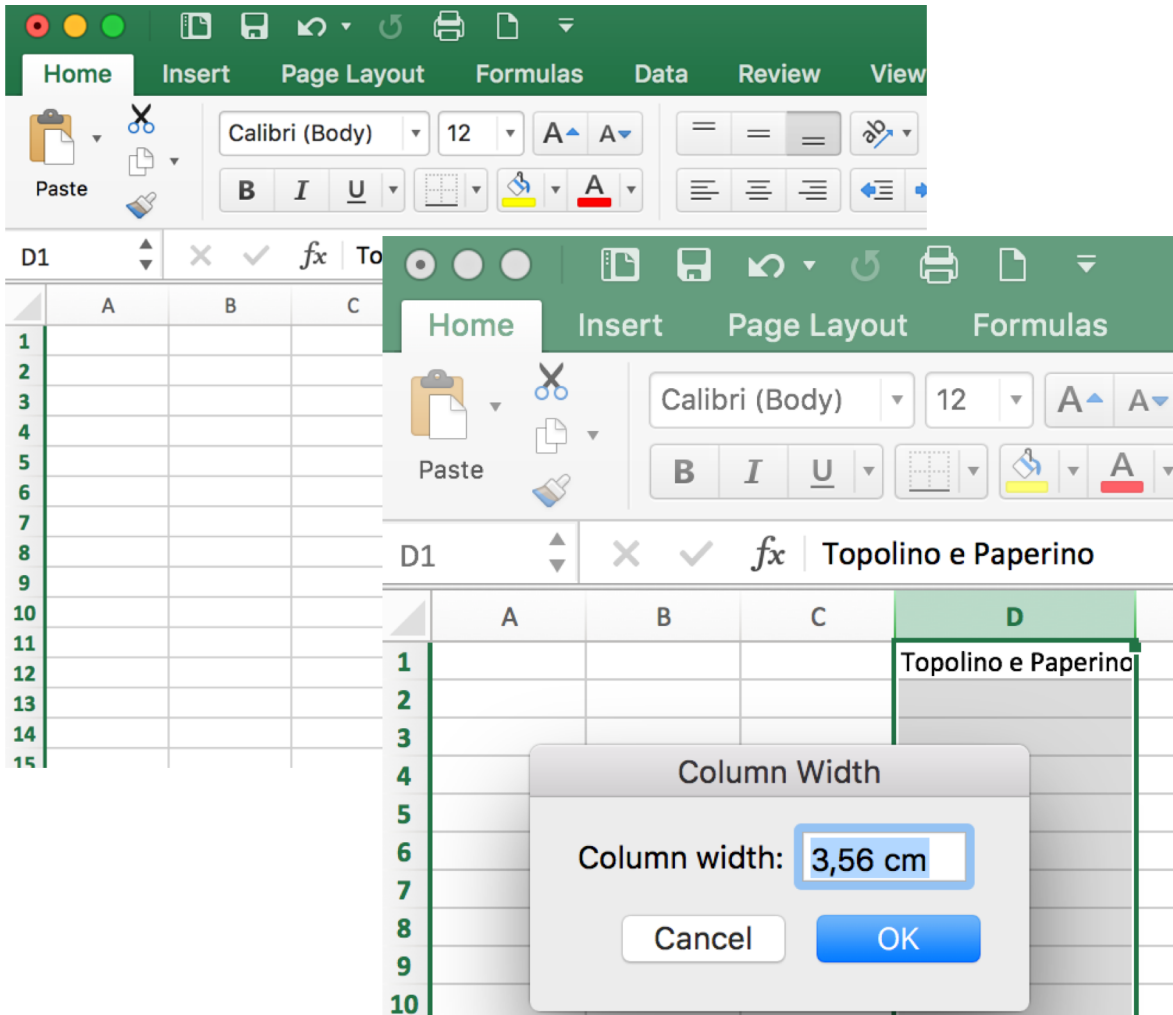 Home Insert Page Layout Formulas Data Review View
Calibri (Body) 12 A A ab
Paste B I U A
D1 fx To
A B C
1
2
3
4
5
6
7
8
9
10
11
12
13
14
15
Home Insert Page Layout Formulas
Calibri (Body) 12 A A
Paste B I U A
D1 fx Topolino e Paperino
A B C D
1 Topolino e Paperino
2
3
4
5
6
7
8
9
10
Column Width
Column width: 3,56 cm
Cancel OK